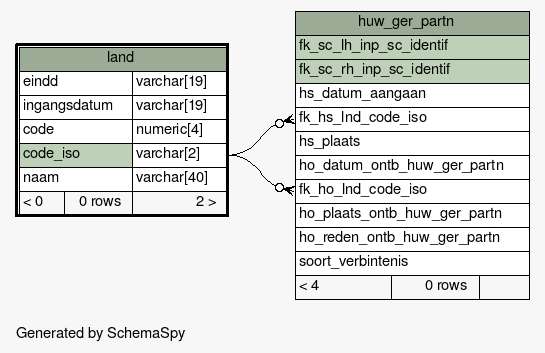 land
eindd varchar[19]
ingangsdatum varchar[19]
code numeric[4]
code_iso varchar[2]
naam varchar[40]
< 0 0 rows 2 >
huw_ger_partn
fk_sc_lh_inp_sc_identif
fk_sc_rh_inp_sc_identif
hs_datum_aangaan
fk_hs_lnd_code_iso
hs_plaats
ho_datum_ontb_huw_ger_partn
fk_ho_lnd_code_iso
ho_plaats_ontb_huw_ger_partn
ho_reden_ontb_huw_ger_partn
soort_verbintenis
< 4 0 rows
Generated by SchemaSpy